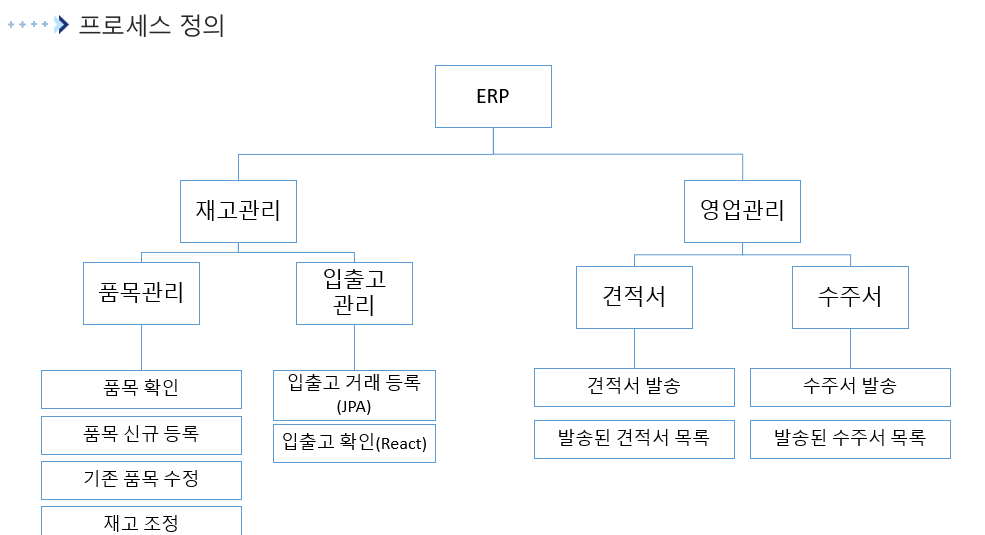 프로세스 정의
ERP
재고관리
영업관리
품목관리
입출고
관리
견적서
수주서
품목 확인
품목 신규 등록
기존 품목 수정
재고 조정
입출고 거래 등록
(JPA)
입출고 확인(React)
견적서 발송
발송된 견적서 목록
수주서 발송
발송된 수주서 목록